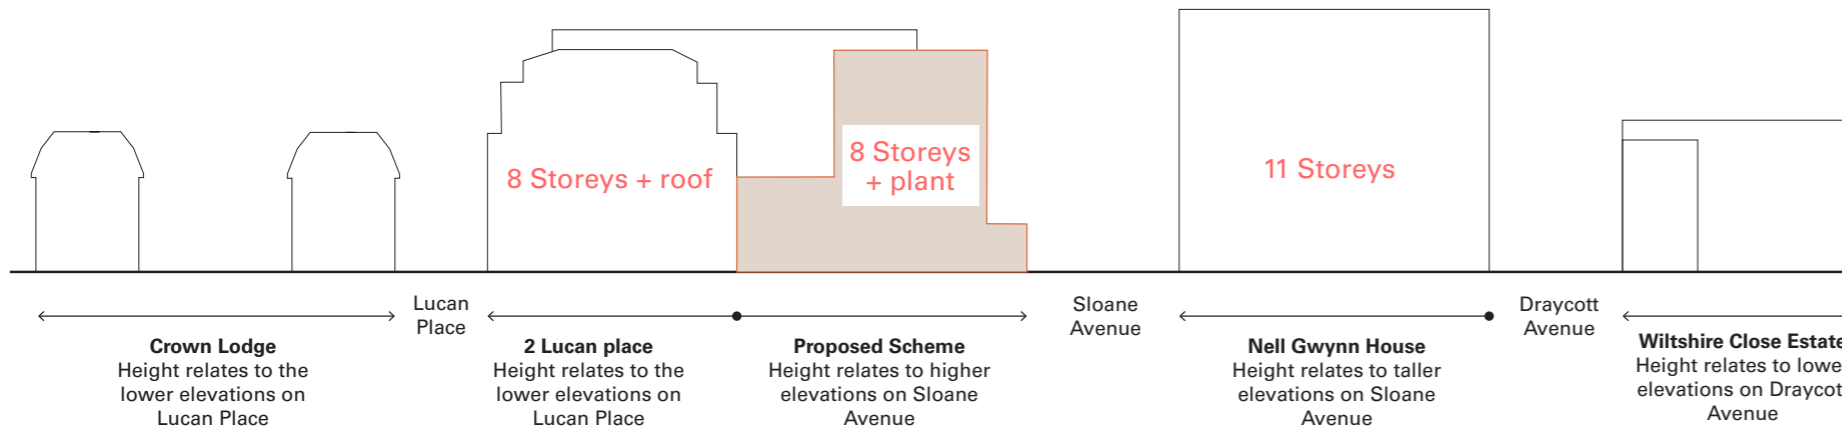 8 Storeys + roof
8 Storeys
+ plant
11 Storeys
Lucan
Place
Sloane
Avenue
Draycott
Avenue
Crown Lodge
Height relates to the
lower elevations on
Lucan Place
2 Lucan place
Height relates to the
lower elevations on
Lucan Place
Proposed Scheme
Height relates to higher
elevations on Sloane
Avenue
Nell Gwynn House
Height relates to taller
elevations on Sloane
Avenue
Wiltshire Close Estate
Height relates to lowe
elevations on Draycot
Avenue